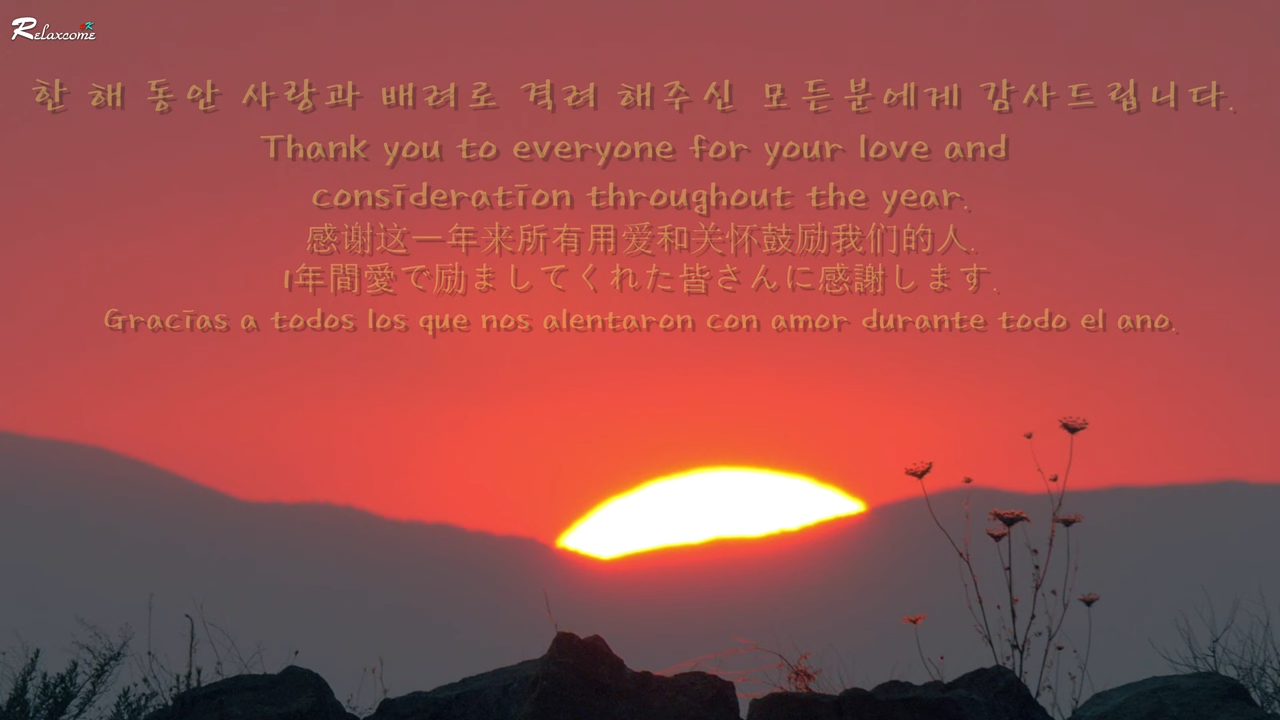 Relaxcome
한 해 동안 사랑과 배려로 격려 해주신 모든분에게 감사드립니다.
Thank you to everyone for your love and
consideration throughout the year.
感谢这一年来所有用爱和关怀鼓励我们的人.
1年間愛で励ましてくれた皆さんに感謝します.
Gracias a todos los que nos alentaron con amor durante todo el ano.